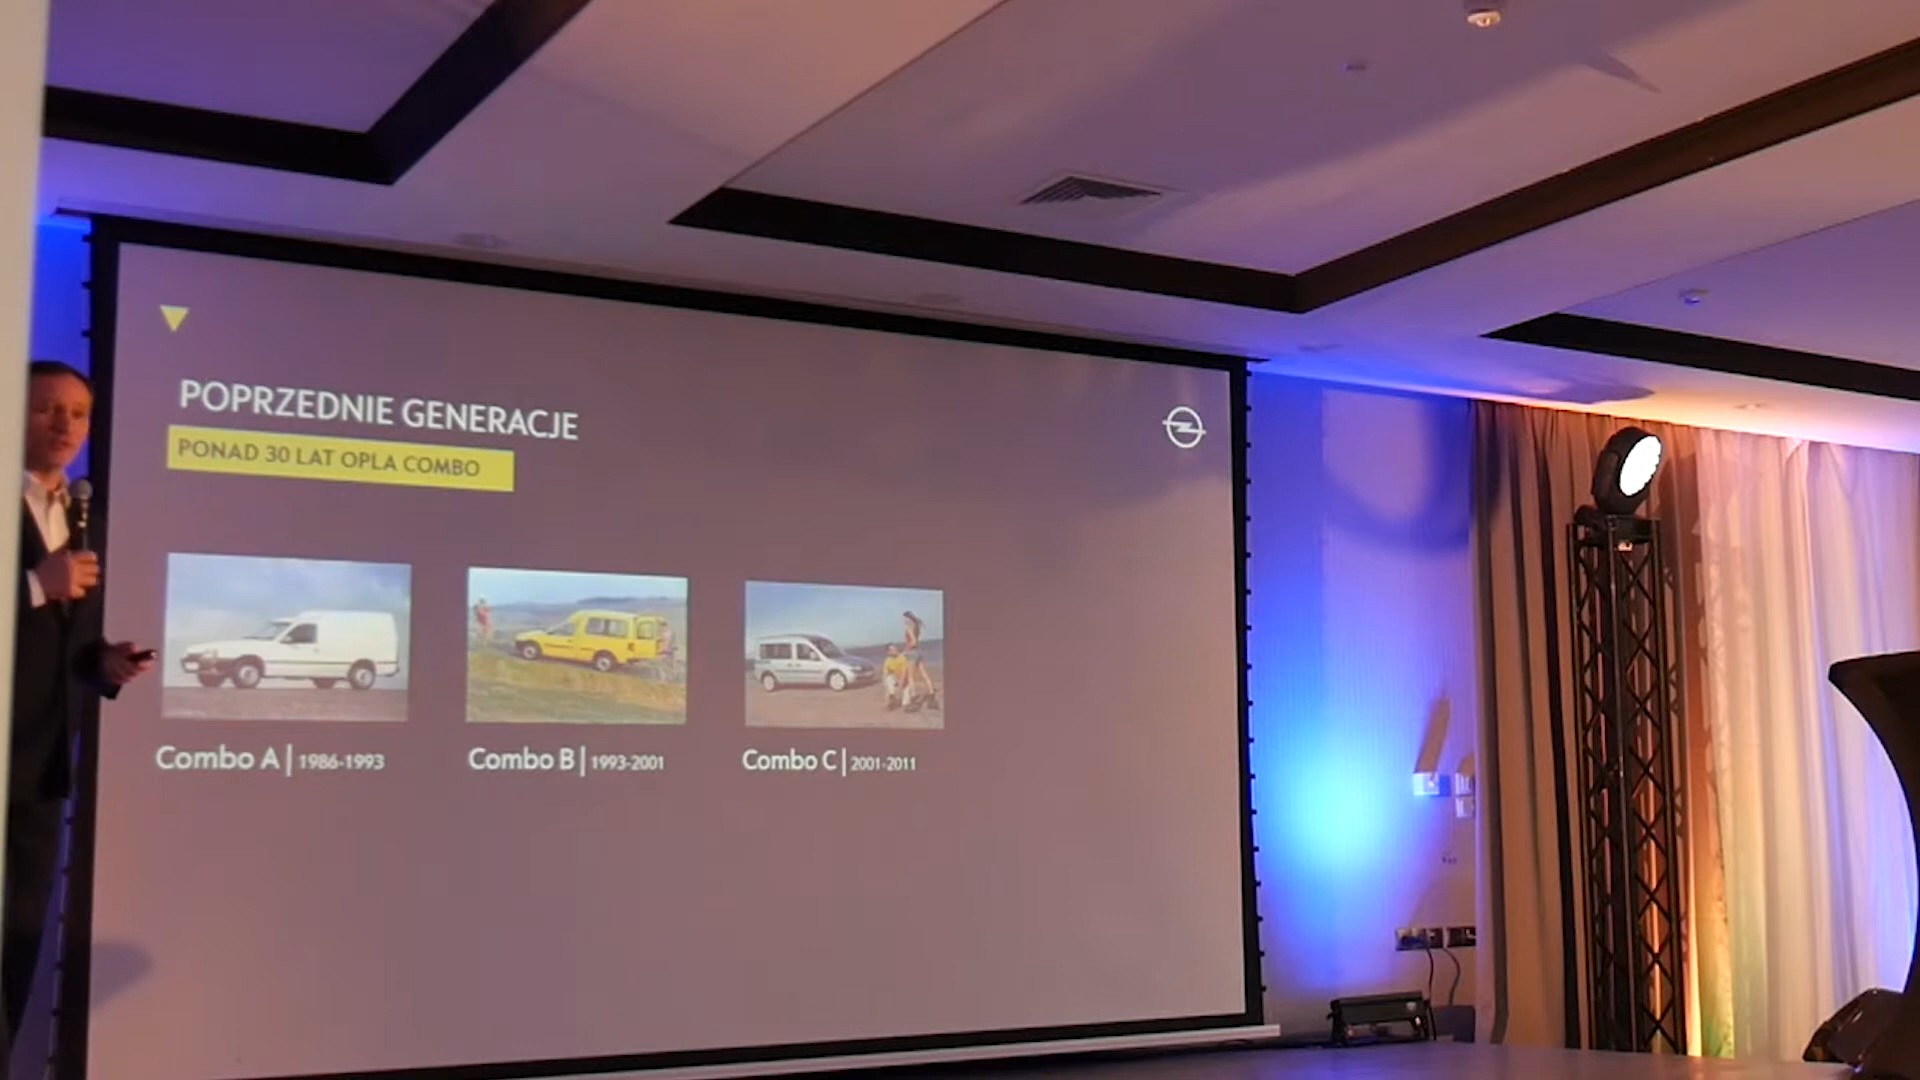 POPRZEDNIE GENERACJE
PONAD 30 LAT OPLA COMBO
Combo A | 1986-1993
Combo B | 1993-2001
Combo C | 2001-2011